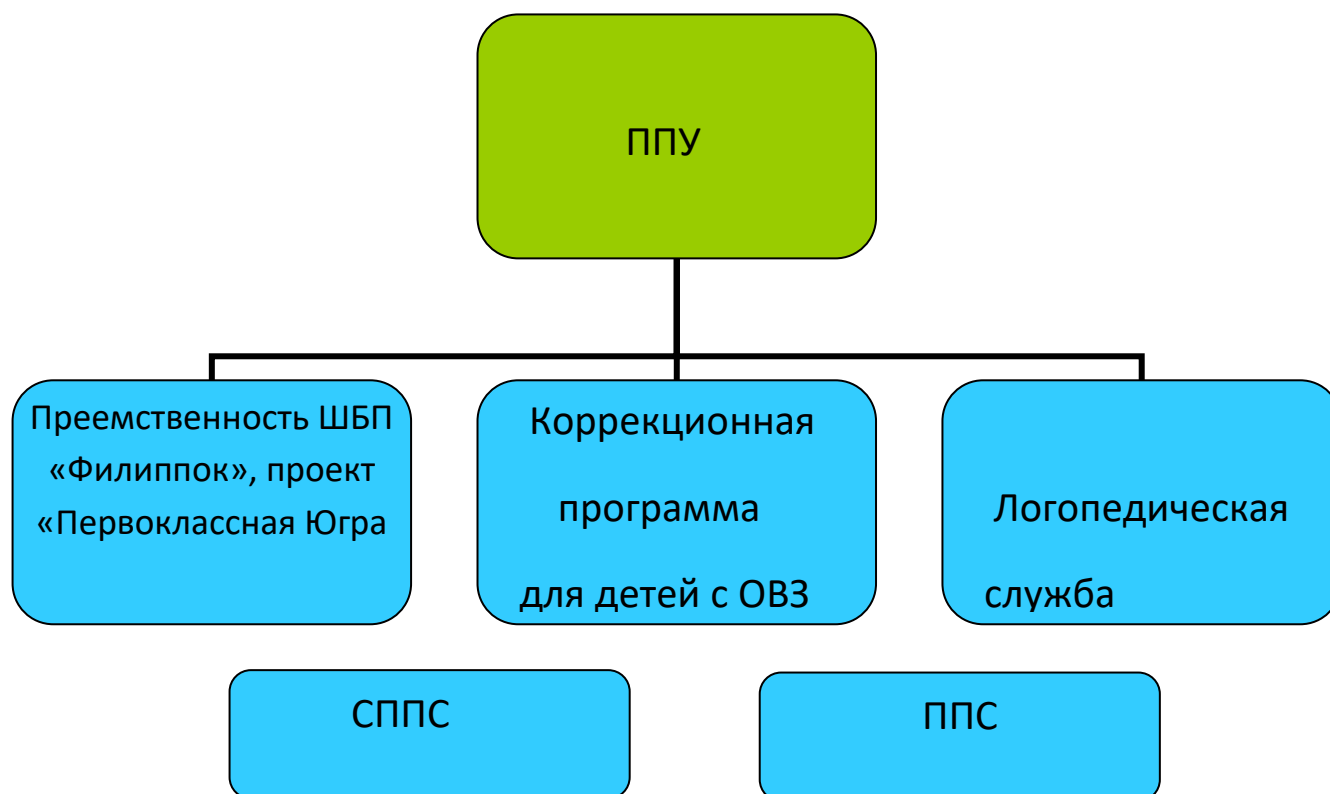 ППУ
Преемственность ШБП
«Филиппок», проект
«Первоклассная Югра
Коррекционная
программа
для детей с ОВЗ
Логопедическая
служба
СППС
ППС